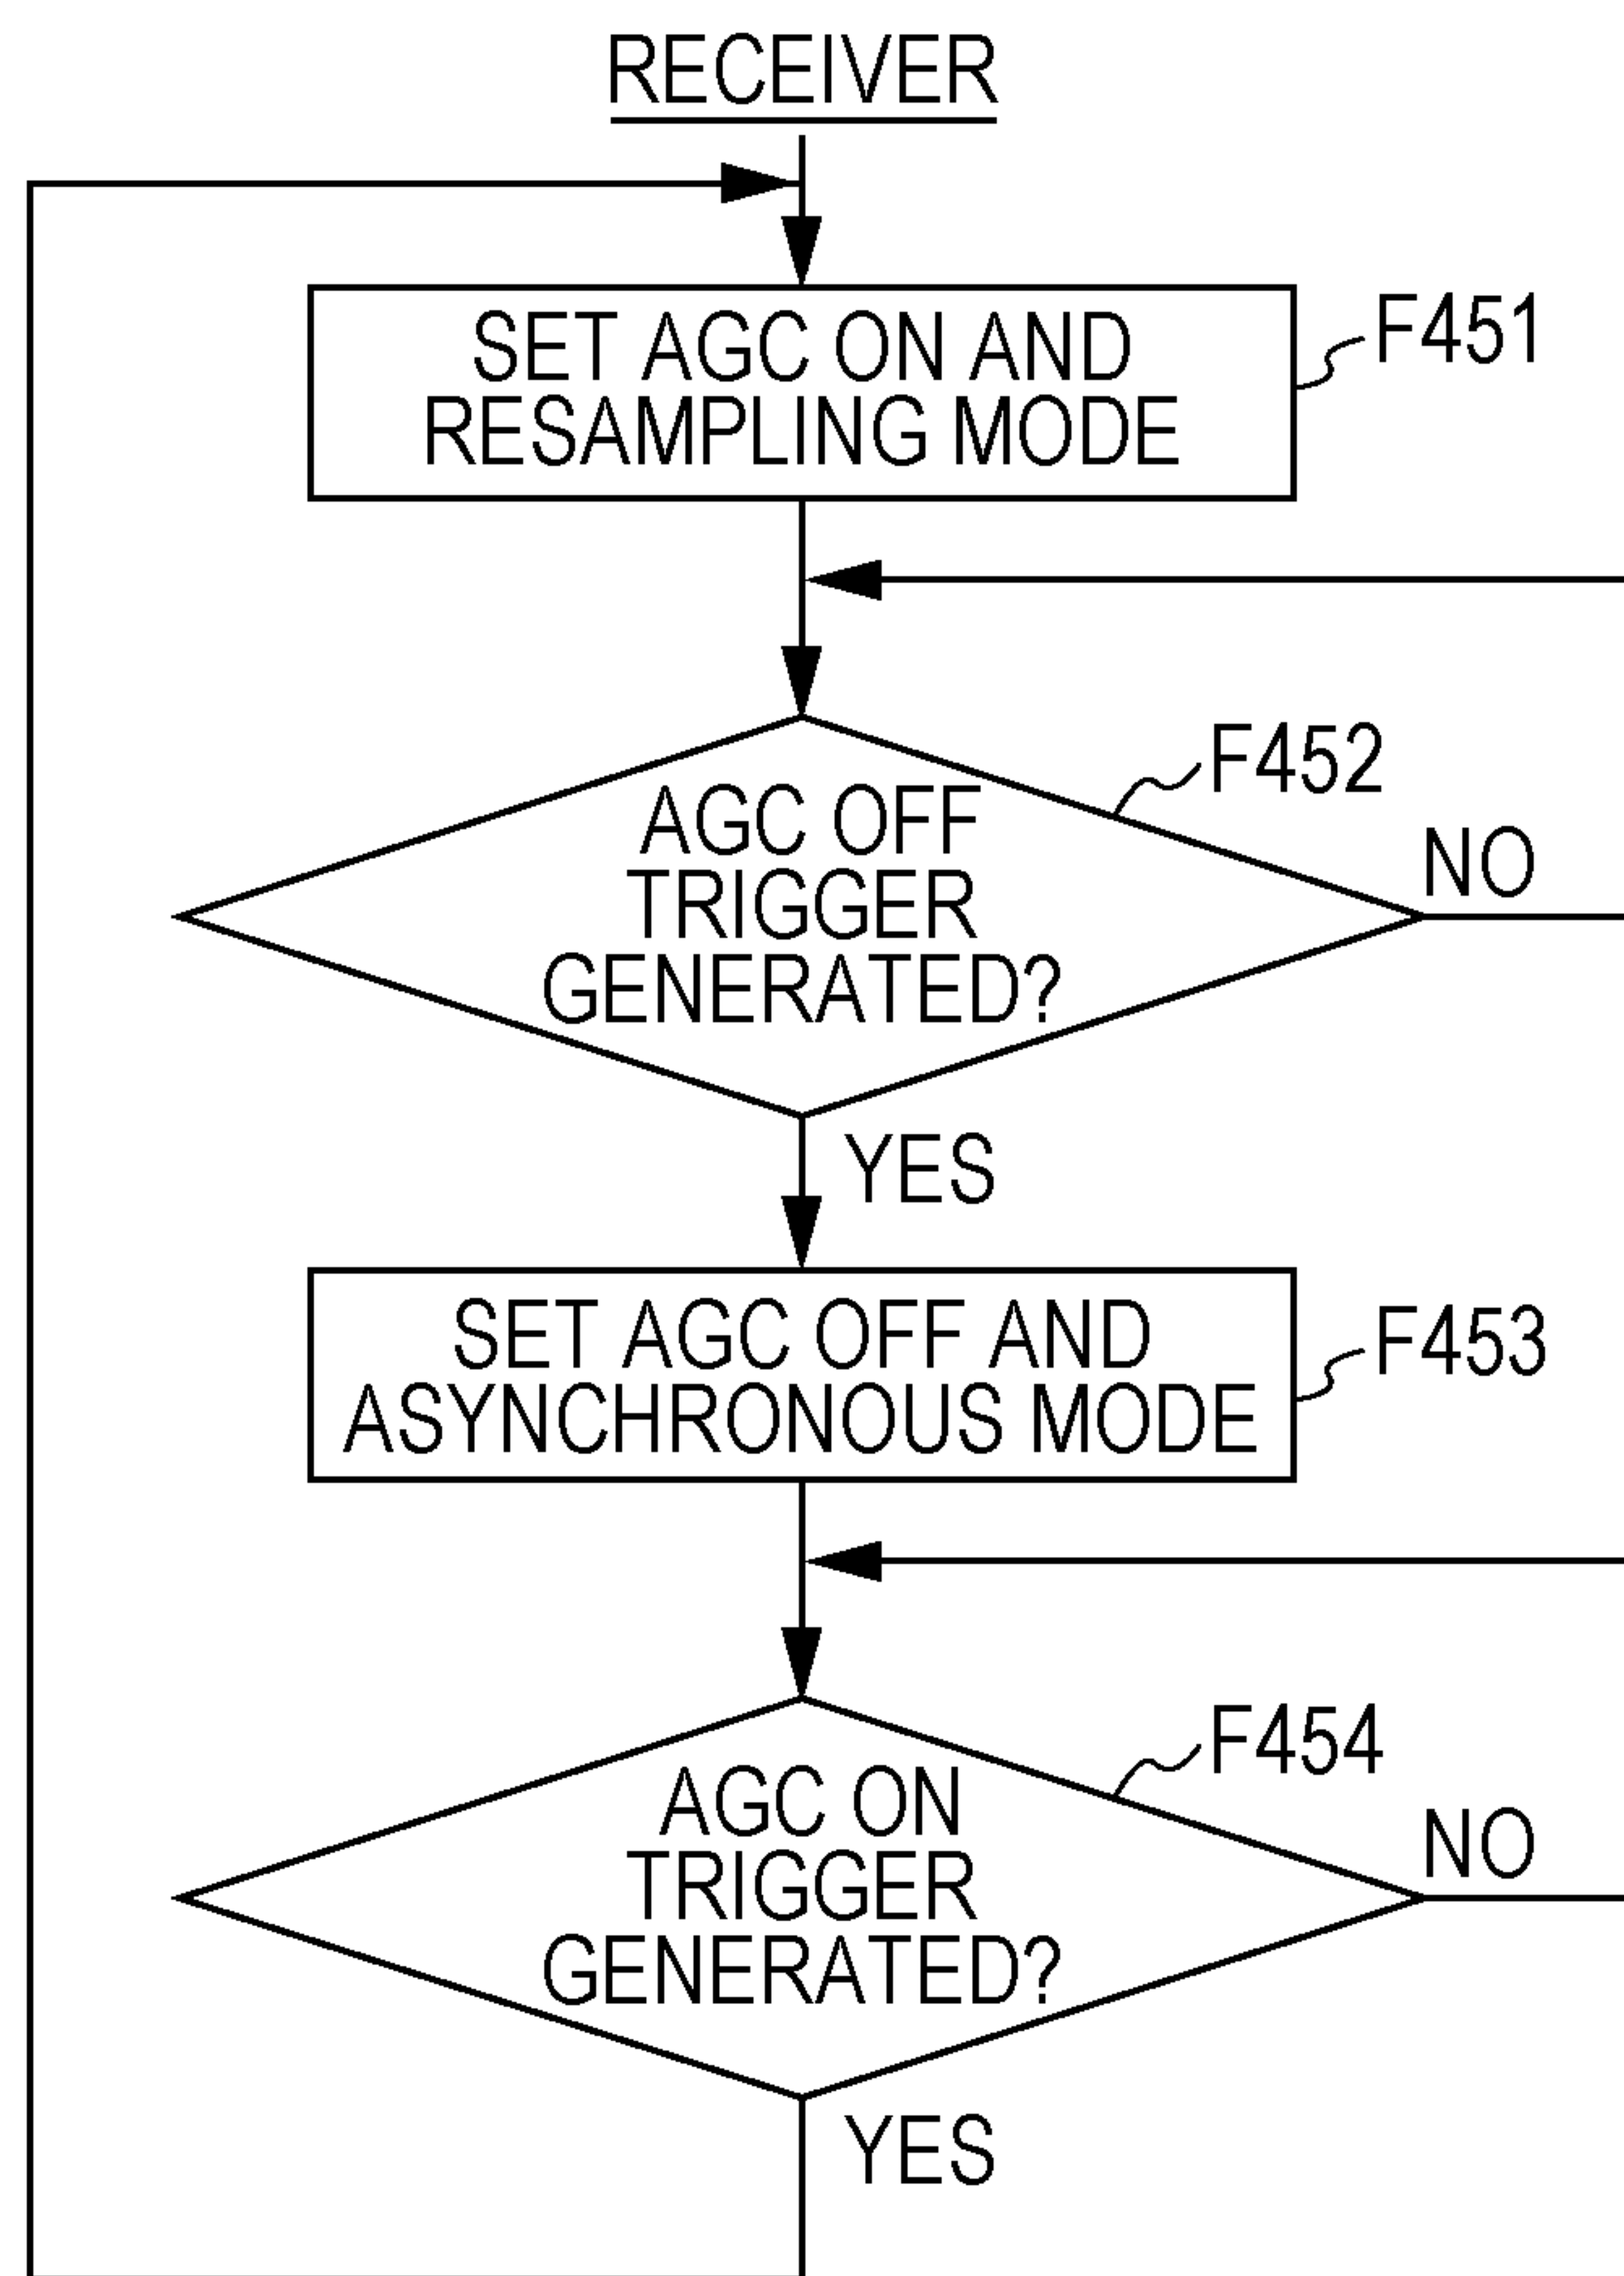 RECEIVER
SET AGC ON AND
RESAMPLING MODE
F451
F452
AGC OFF
TRIGGER
GENERATED?
NO
YES
SET AGC OFF AND
ASYNCHRONOUS MODE
F453
F454
AGC ON
TRIGGER
GENERATED?
NO
YES